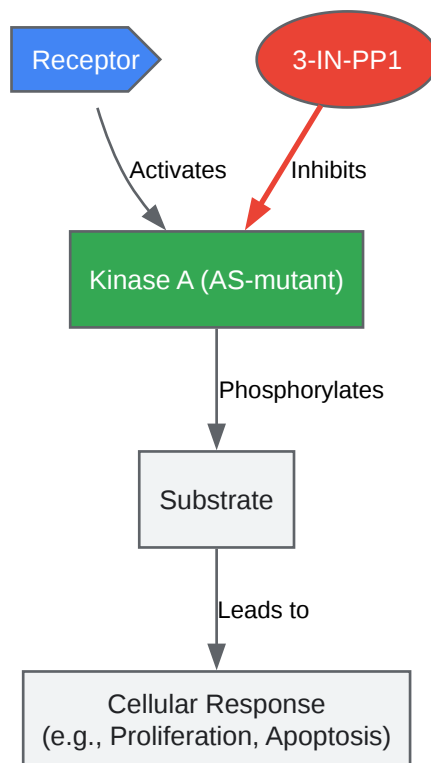 Receptor
3-IN-PP1
Activates
Inhibits
Kinase A (AS-mutant)
Phosphorylates
Substrate
Leads to
Cellular Response
(e.g., Proliferation, Apoptosis)